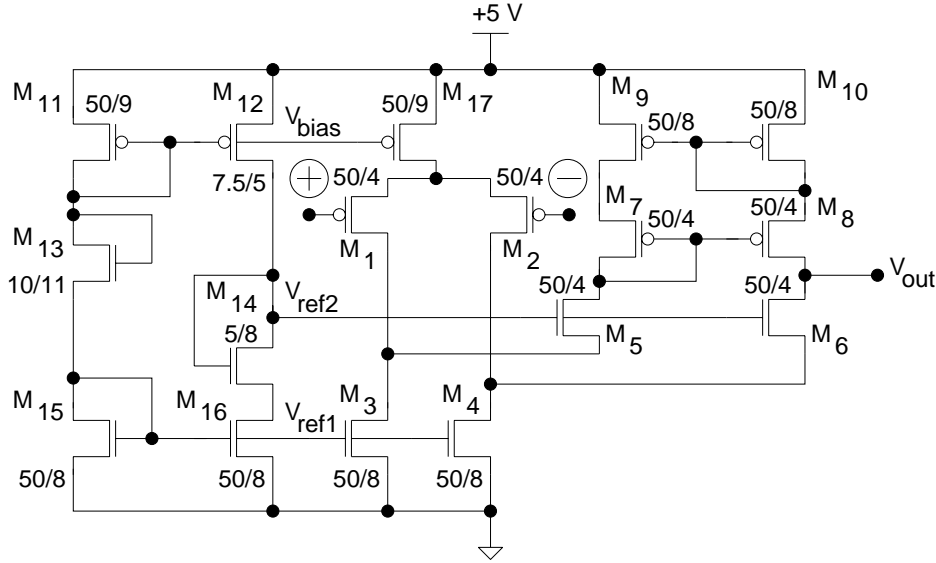 +5 V
M11
50/9
M12
Vbias
50/9
M17
M9
50/8
M10
50/8
7.5/5
+
50/4
50/4
−
M7
50/4
50/4
M8
M13
M1
M2
10/11
M14
Vref2
50/4
50/4
Vout
5/8
M5
M6
M15
M16
Vref1
M3
M4
50/8
50/8
50/8
50/8